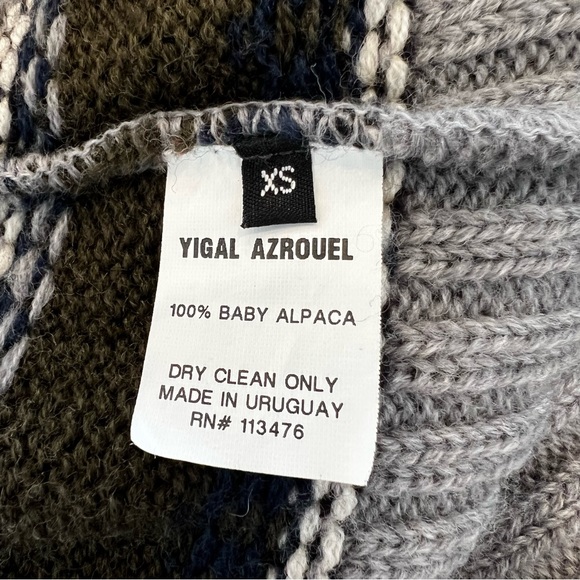 XS
YIGAL AZROUEL
100% BABY ALPACA
DRY CLEAN ONLY
MADE IN URUGUAY
RN# 113476